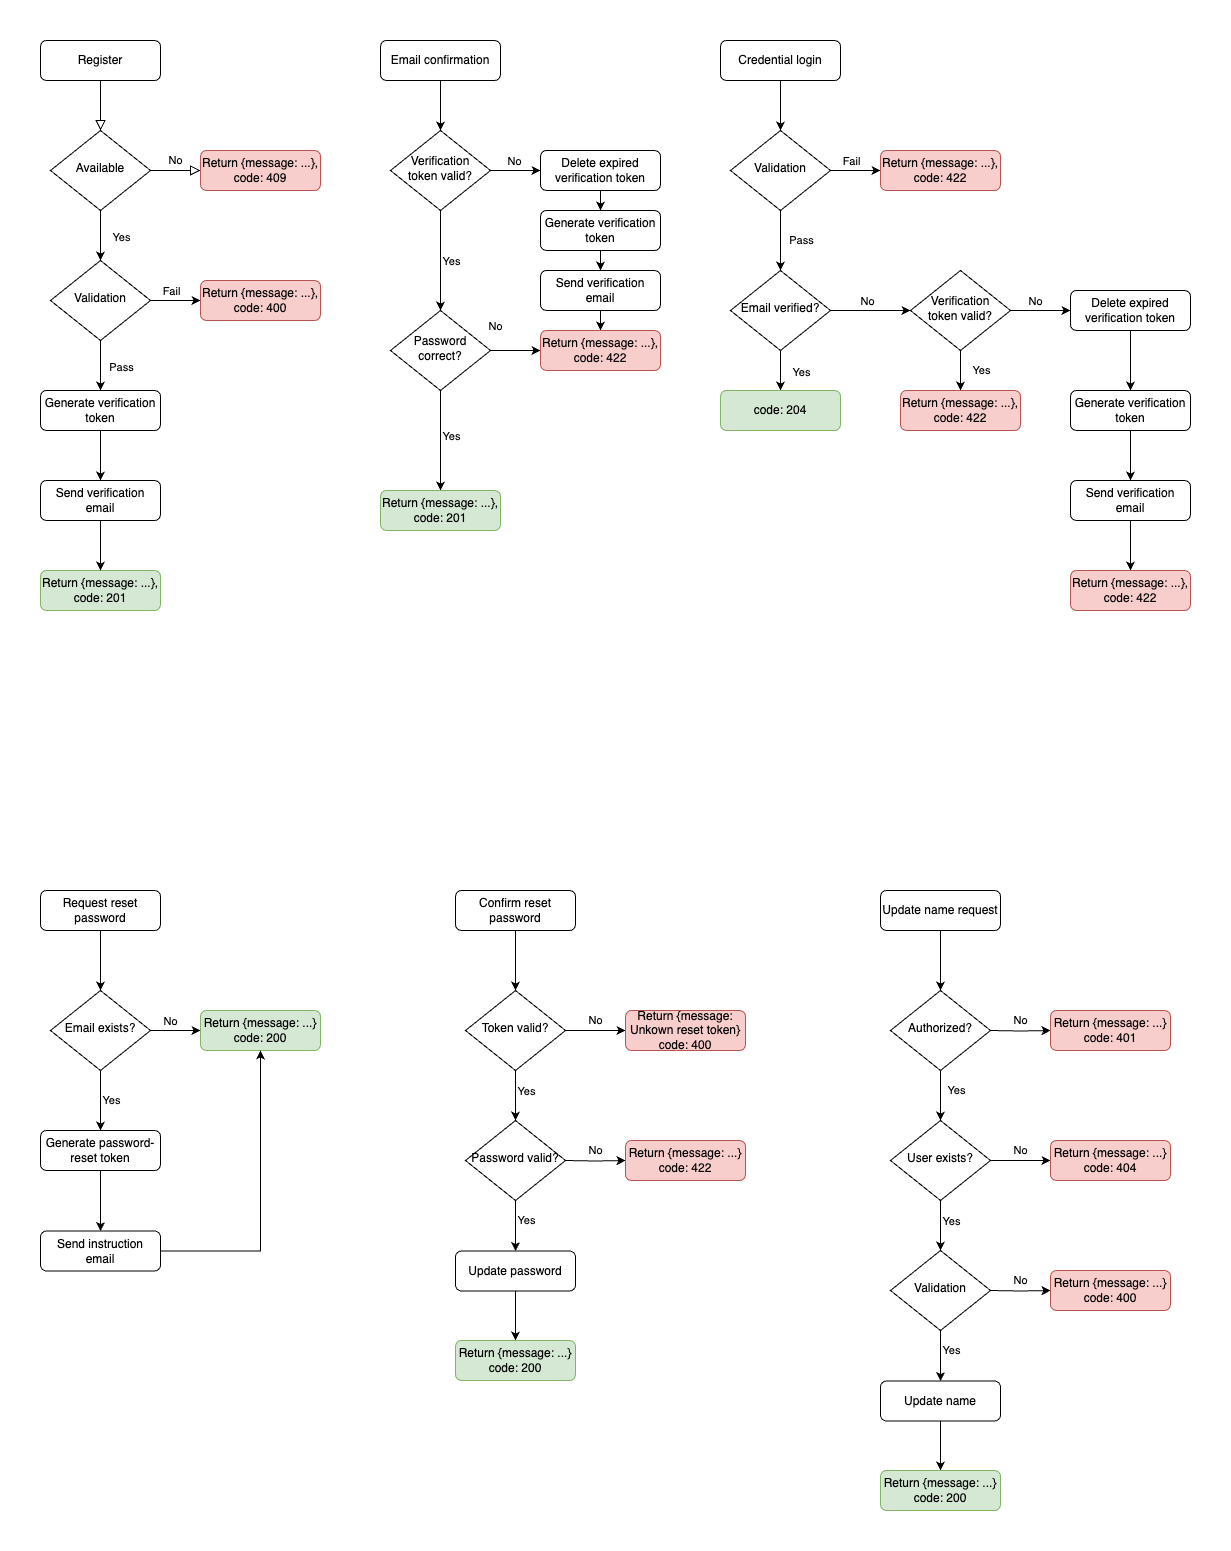 Register
Available
No
Return {message: ...},
code: 409
Yes
Validation
Fail
Return {message: ...},
code: 400
Pass
Generate verification
token
Send verification
email
Return {message: ...},
code: 201
Email confirmation
Verification
token valid?
No
Delete expired
verification token
Generate verification
token
Send verification
email
Yes
Password
correct?
No
Return {message: ...},
code: 422
Yes
Return {message: ...},
code: 201
Credential login
Validation
Fail
Return {message: ...},
code: 422
Pass
Email verified?
No
Verification
token valid?
No
Delete expired
verification token
Yes
code: 204
Yes
Return {message: ...},
code: 422
Generate verification
token
Send verification
email
Return {message: ...},
code: 422
Request reset
password
Email exists?
No
Return {message: ...}
code: 200
Yes
Generate password-
reset token
Send instruction
email
Confirm reset
password
Token valid?
No
Return {message:
Unkown reset token}
code: 400
Yes
Password valid?
No
Return {message: ...}
code: 422
Yes
Update password
Return {message: ...}
code: 200
Update name request
Authorized?
No
Return {message: ...}
code: 401
Yes
User exists?
No
Return {message: ...}
code: 404
Yes
Validation
No
Return {message: ...}
code: 400
Yes
Update name
Return {message: ...}
code: 200